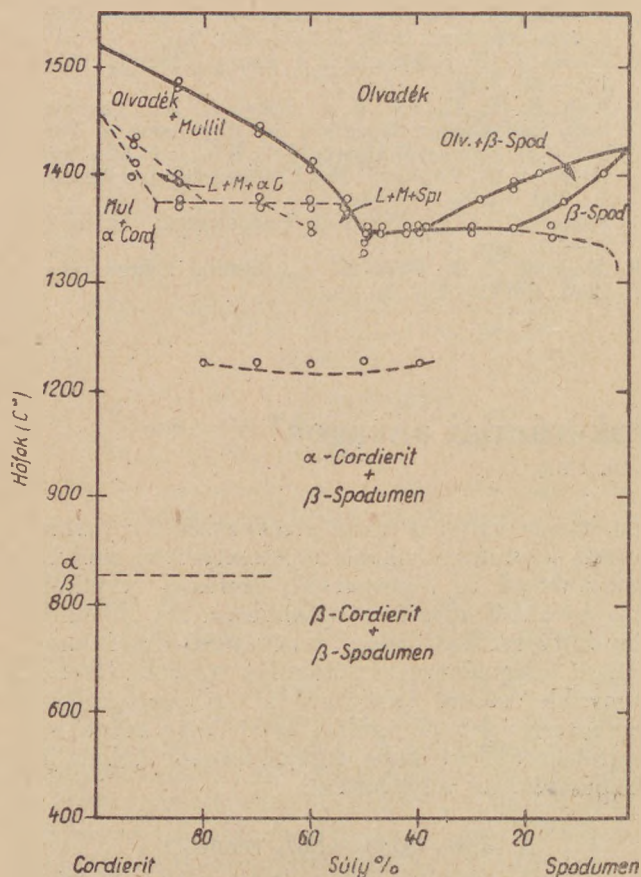 1500
Olvadék
+ Mullit
Olvadék
Olv.+β-Spod
1400
L+M+α C
L+M+Spi
Mul
+
α Cord
β-Spod
1300
1200
Hőfok (C°)
α-Cordierit
+
β-Spodumen
900
α
β
800
β-Cordierit
+
β-Spodumen
600
400
80
60
40
20
Cordierit
Súly %
Spodumen